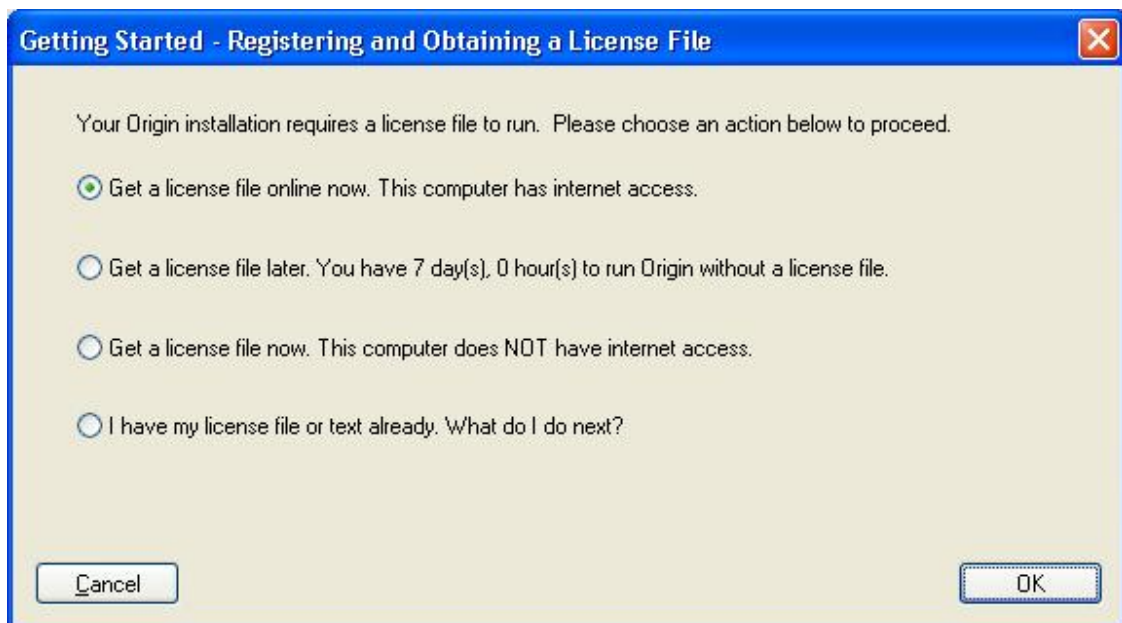 Getting Started - Registering and Obtaining a License File
Your Origin installation requires a license file to run.  Please choose an action below to proceed.
Get a license file online now. This computer has internet access.
Get a license file later. You have 7 day(s), 0 hour(s) to run Origin without a license file.
Get a license file now. This computer does NOT have internet access.
I have my license file or text already. What do I do next?
Cancel
OK